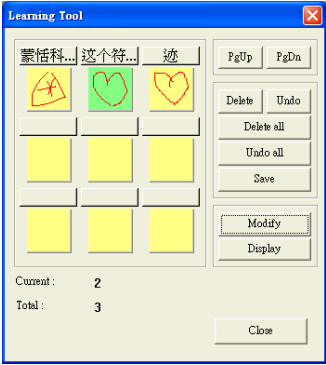 Learning Tool
蒙恬科... 这个符... 迹
PgUp PgDn
Delete Undo
Delete all
Undo all
Save
Modify
Display
Current : 2
Total : 3
Close